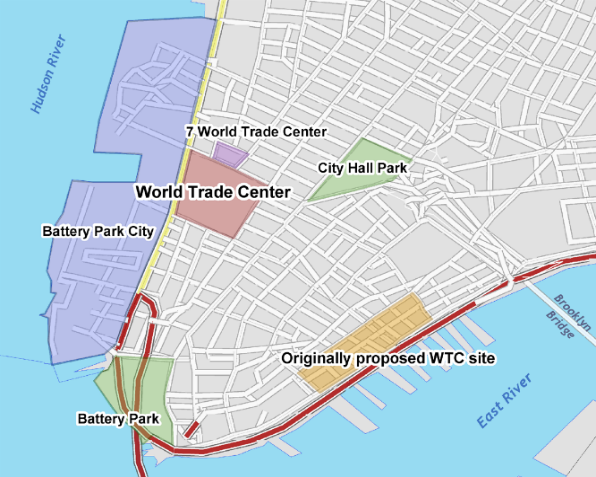 Hudson River
7 World Trade Center
City Hall Park
World Trade Center
Battery Park City
Brooklyn
Bridge
Originally proposed WTC site
East River
Battery Park